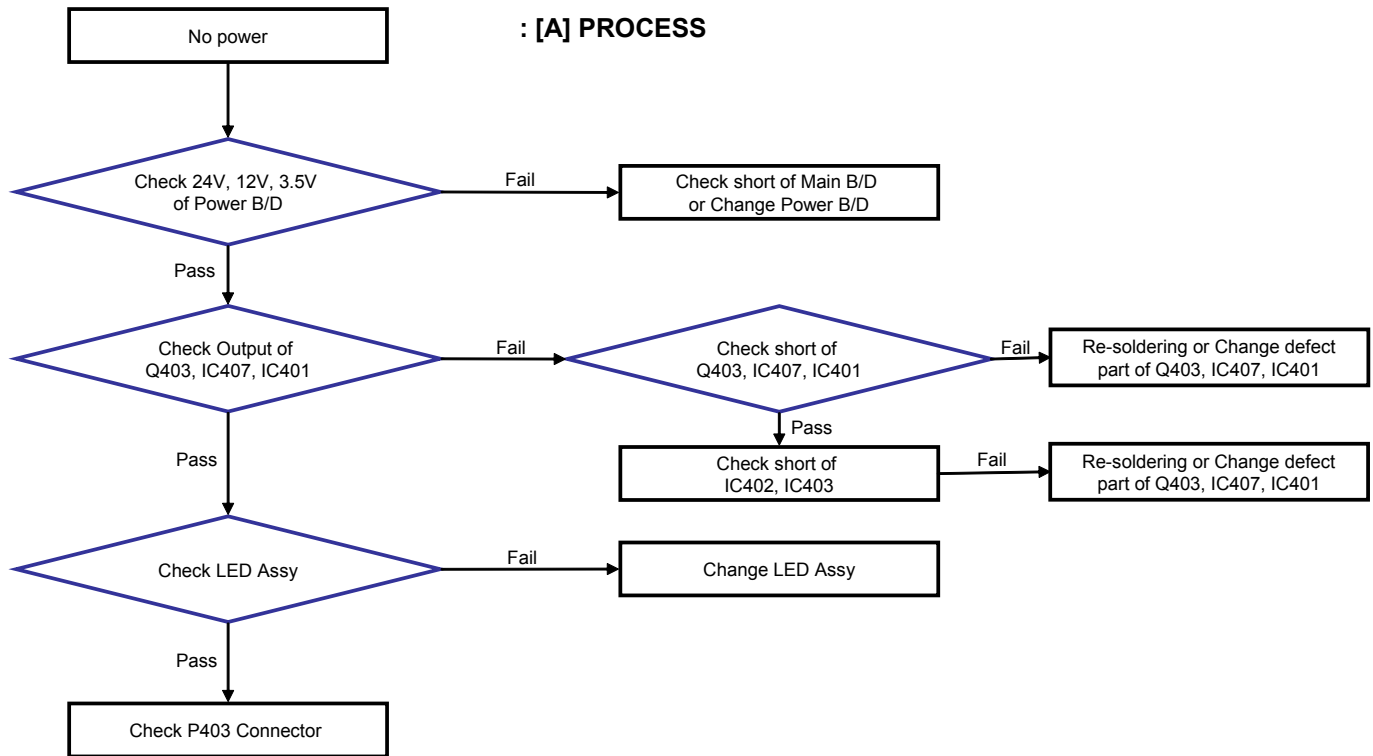 No power
: [A] PROCESS
Check 24V, 12V, 3.5V
of Power B/D
Fail
Check short of Main B/D
or Change Power B/D
Pass
Check Output of
Q403, IC407, IC401
Fail
Check short of
Q403, IC407, IC401
Fail
Re-soldering or Change defect
part of Q403, IC407, IC401
Pass
Pass
Check short of
IC402, IC403
Fail
Re-soldering or Change defect
part of Q403, IC407, IC401
Check LED Assy
Fail
Change LED Assy
Pass
Check P403 Connector